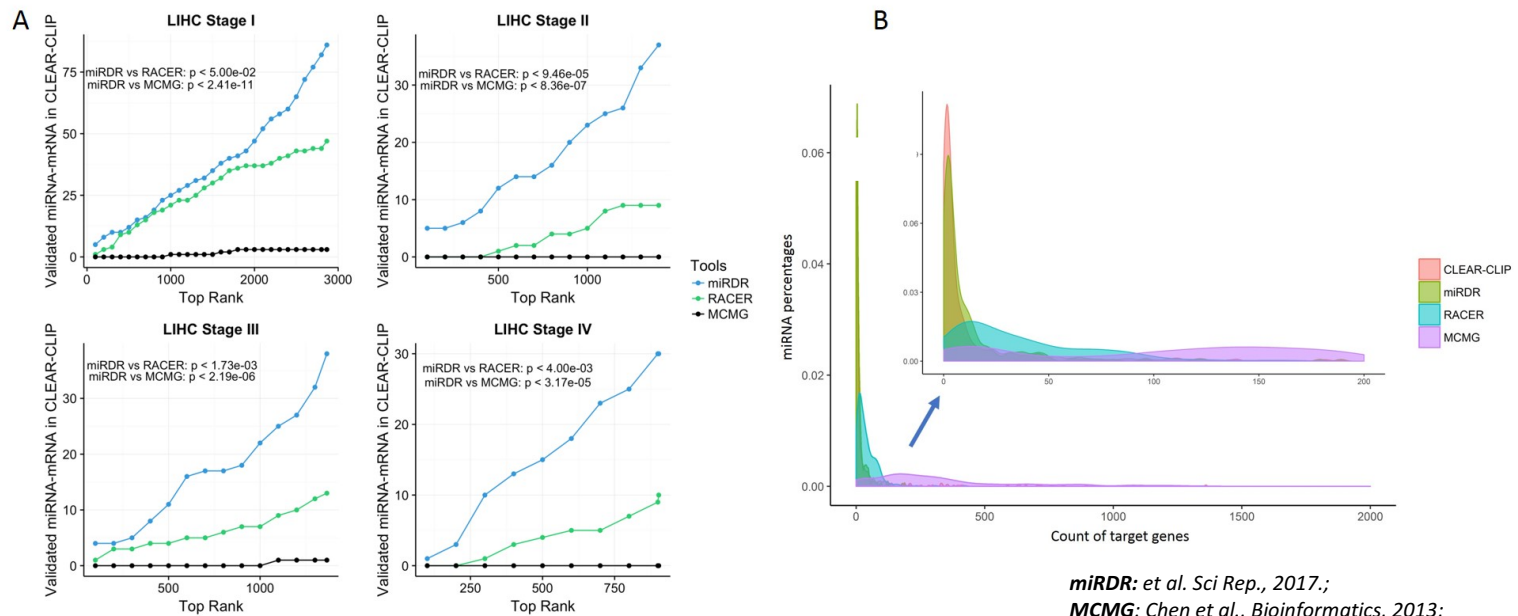 A
B
LIHC Stage I
miRDR vs RACER: p < 5.00e-02
miRDR vs MCMG: p < 2.41e-11
Validated miRNA-mRNA in CLEAR-CLIP
75
50
25
0
0 1000 2000 3000
Top Rank
LIHC Stage II
miRDR vs RACER: p < 9.46e-05
miRDR vs MCMG: p < 8.36e-07
Validated miRNA-mRNA in CLEAR-CLIP
30
20
10
0
500 1000
Top Rank
Tools
miRDR
RACER
MCMG
LIHC Stage III
miRDR vs RACER: p < 1.73e-03
miRDR vs MCMG: p < 2.19e-06
Validated miRNA-mRNA in CLEAR-CLIP
30
20
10
0
500 1000
Top Rank
LIHC Stage IV
miRDR vs RACER: p < 4.00e-03
miRDR vs MCMG: p < 3.17e-05
Validated miRNA-mRNA in CLEAR-CLIP
30
20
10
0
250 500 750
Top Rank
miRNA percentages
0.06
0.04
0.02
0.00
0 500 1000 1500 2000
Count of target genes
1
0.06
0.03
0.00
0 50 100 150 200
CLEAR-CLIP
miRDR
RACER
MCMG
miRDR: et al. Sci Rep., 2017.;
MCMG: Chen et al., Bioinformatics, 2013;